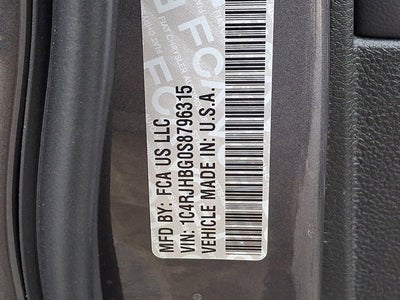 MFD BY: FCA US LLC
VIN: 1C4RJHBG0S8796315
VEHICLE MADE IN: U.S.A.